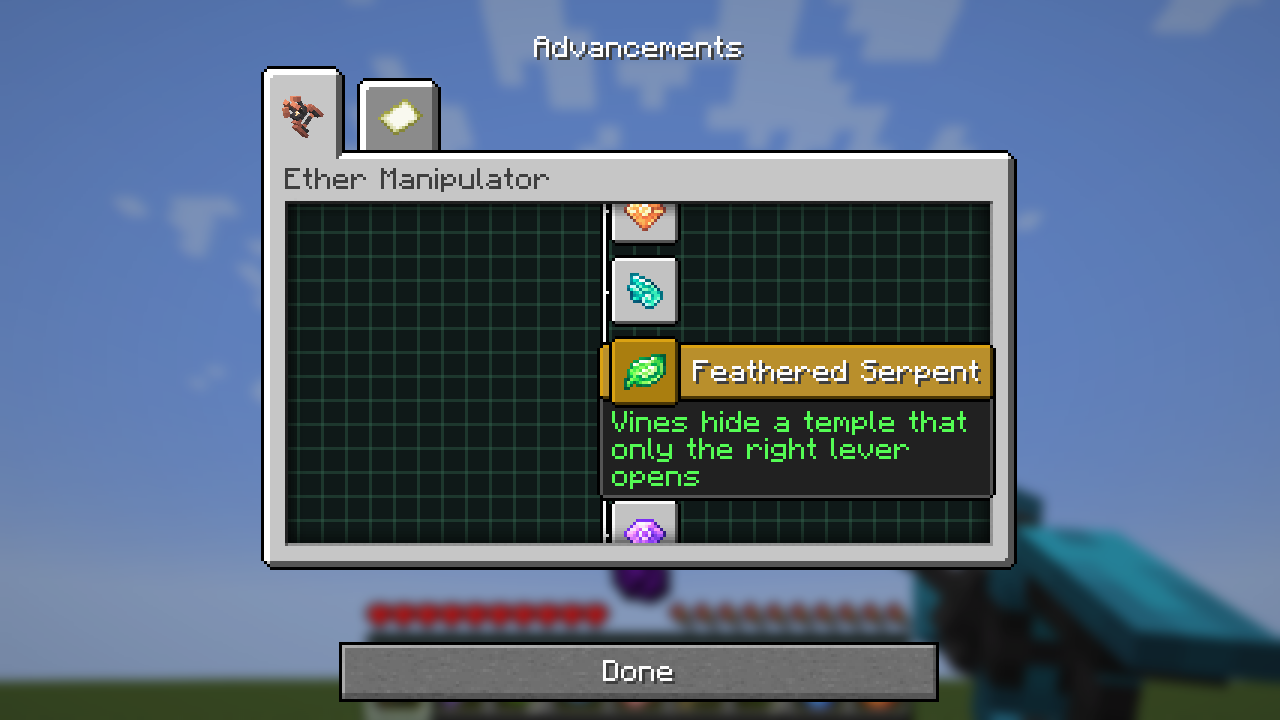 Advancements
Ether Manipulator
Feathered Serpent
Vines hide a temple that
only the right lever
opens
Done